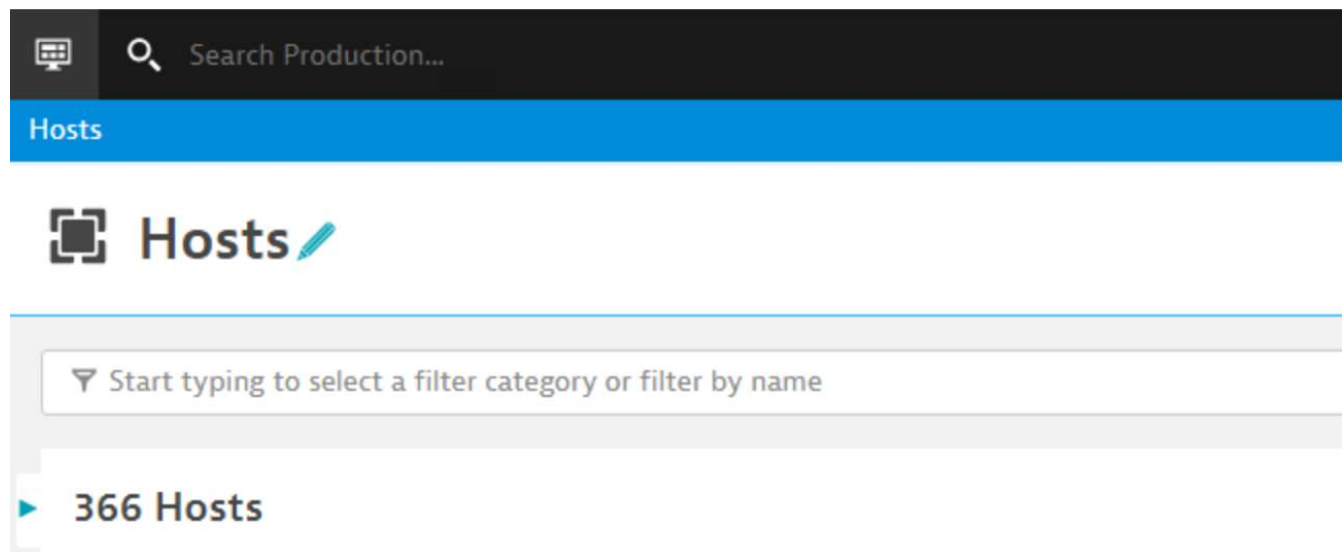 Search Production...
Hosts
Hosts
Start typing to select a filter category or filter by name
366 Hosts